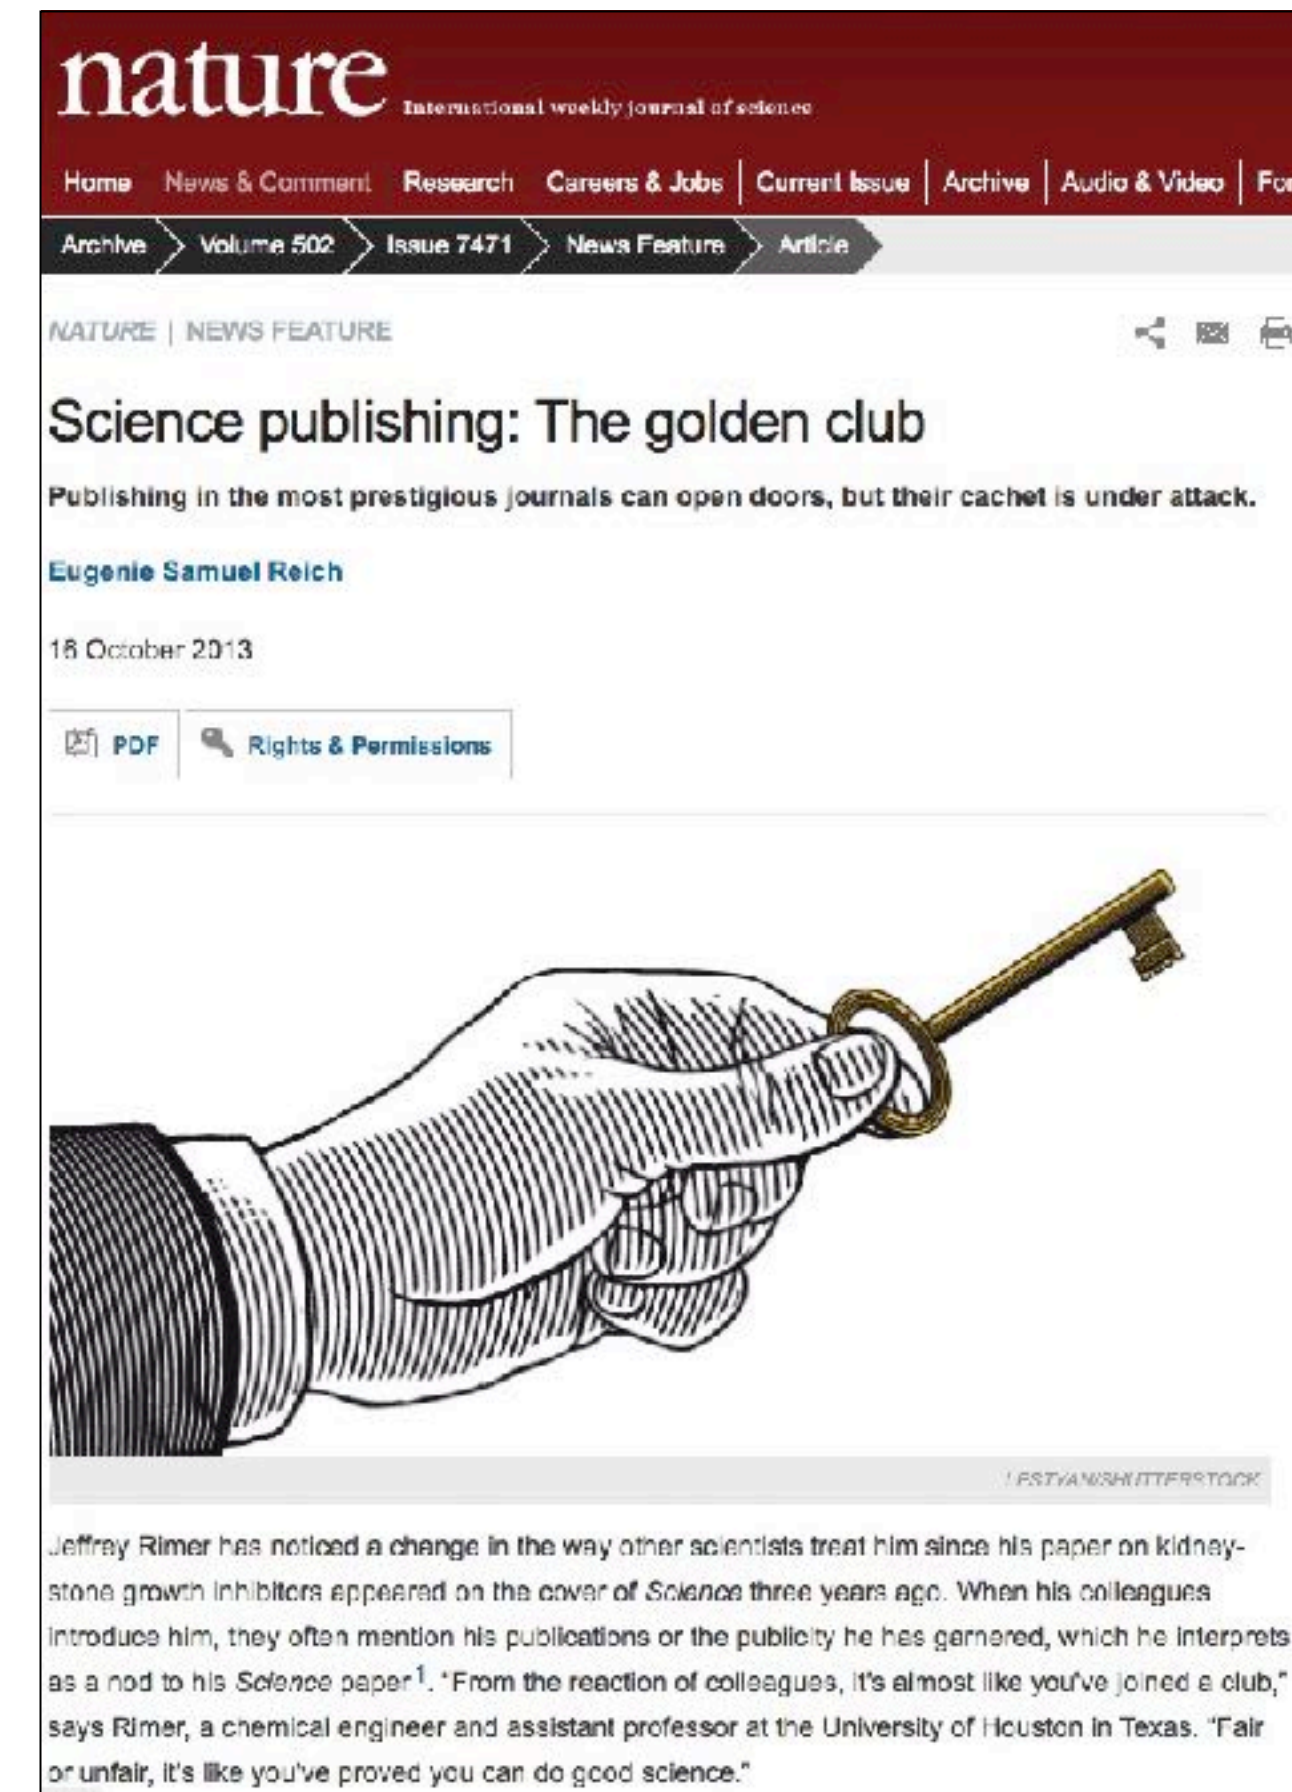 nature International weekly journal of science
Home News & Comment Research Careers & Jobs Current Issue Archive Audio & Video For
Archive Volume 502 Issue 7471 News Feature Article
NATURE | NEWS FEATURE
Science publishing: The golden club
Publishing in the most prestigious journals can open doors, but their cachet is under attack.
Eugenie Samuel Reich
16 October 2013
PDF Rights & Permissions
LESTYAN/SHUTTERSTOCK
Jeffrey Rimer has noticed a change in the way other scientists treat him since his paper on kidney-
stone growth inhibitors appeared on the cover of Science three years ago. When his colleagues
introduce him, they often mention his publications or the publicity he has garnered, which he interprets
as a nod to his Science paper1. "From the reaction of colleagues, it's almost like you've joined a club,"
says Rimer, a chemical engineer and assistant professor at the University of Houston in Texas. "Fair
or unfair, it's like you've proved you can do good science."